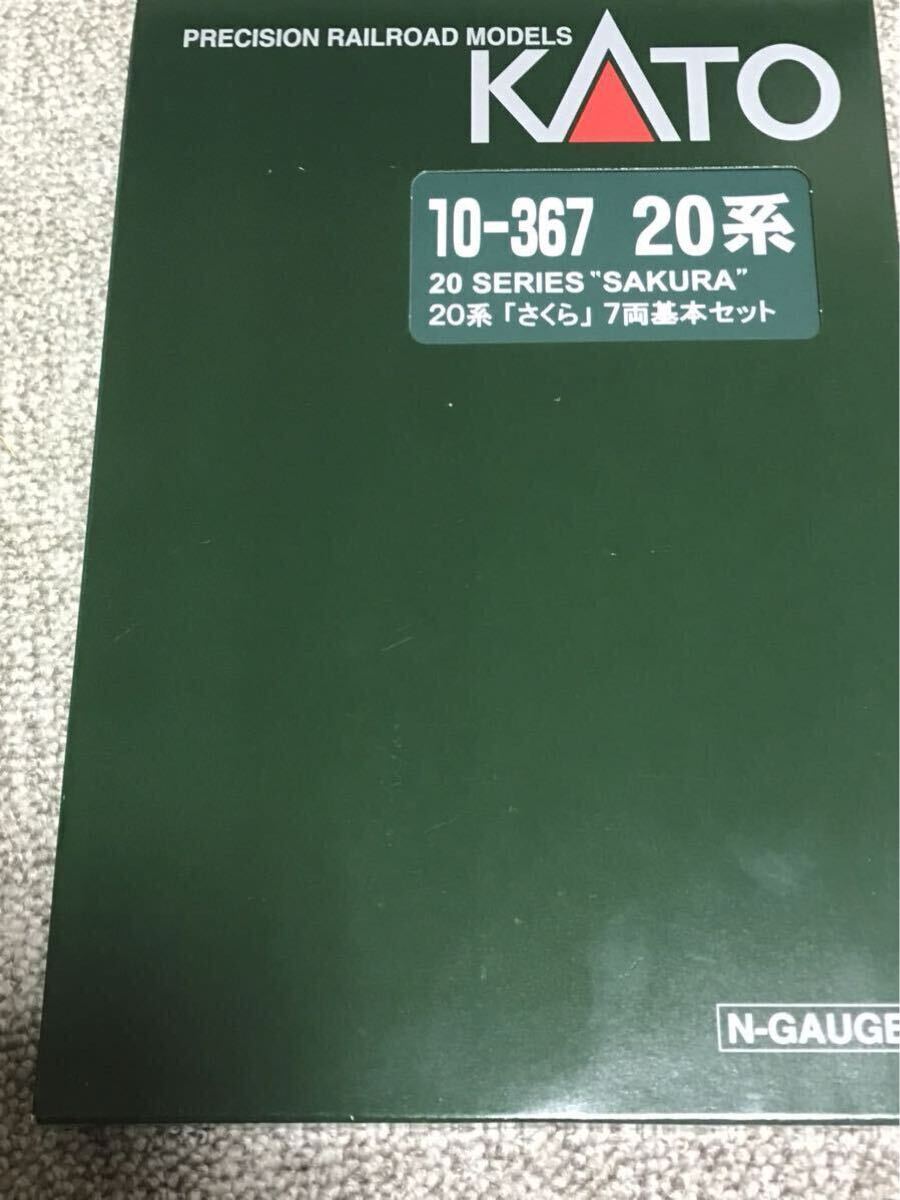 PRECISION RAILROAD MODELS
KATO
10-367 20系
20 SERIES "SAKURA"
20系「さくら」7両基本セット
N-GAUGE